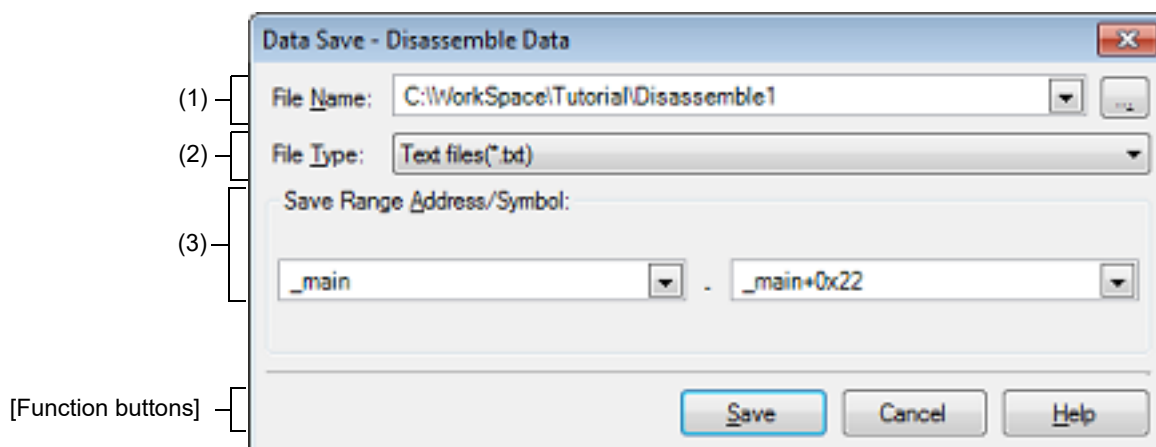 Data Save - Disassemble Data
(1) File Name: C:\WorkSpace\Tutorial\Disassemble1 ...
(2) File Type: Text files(*.txt)
(3) Save Range Address/Symbol:
_main - _main+0x22
[Function buttons] Save Cancel Help